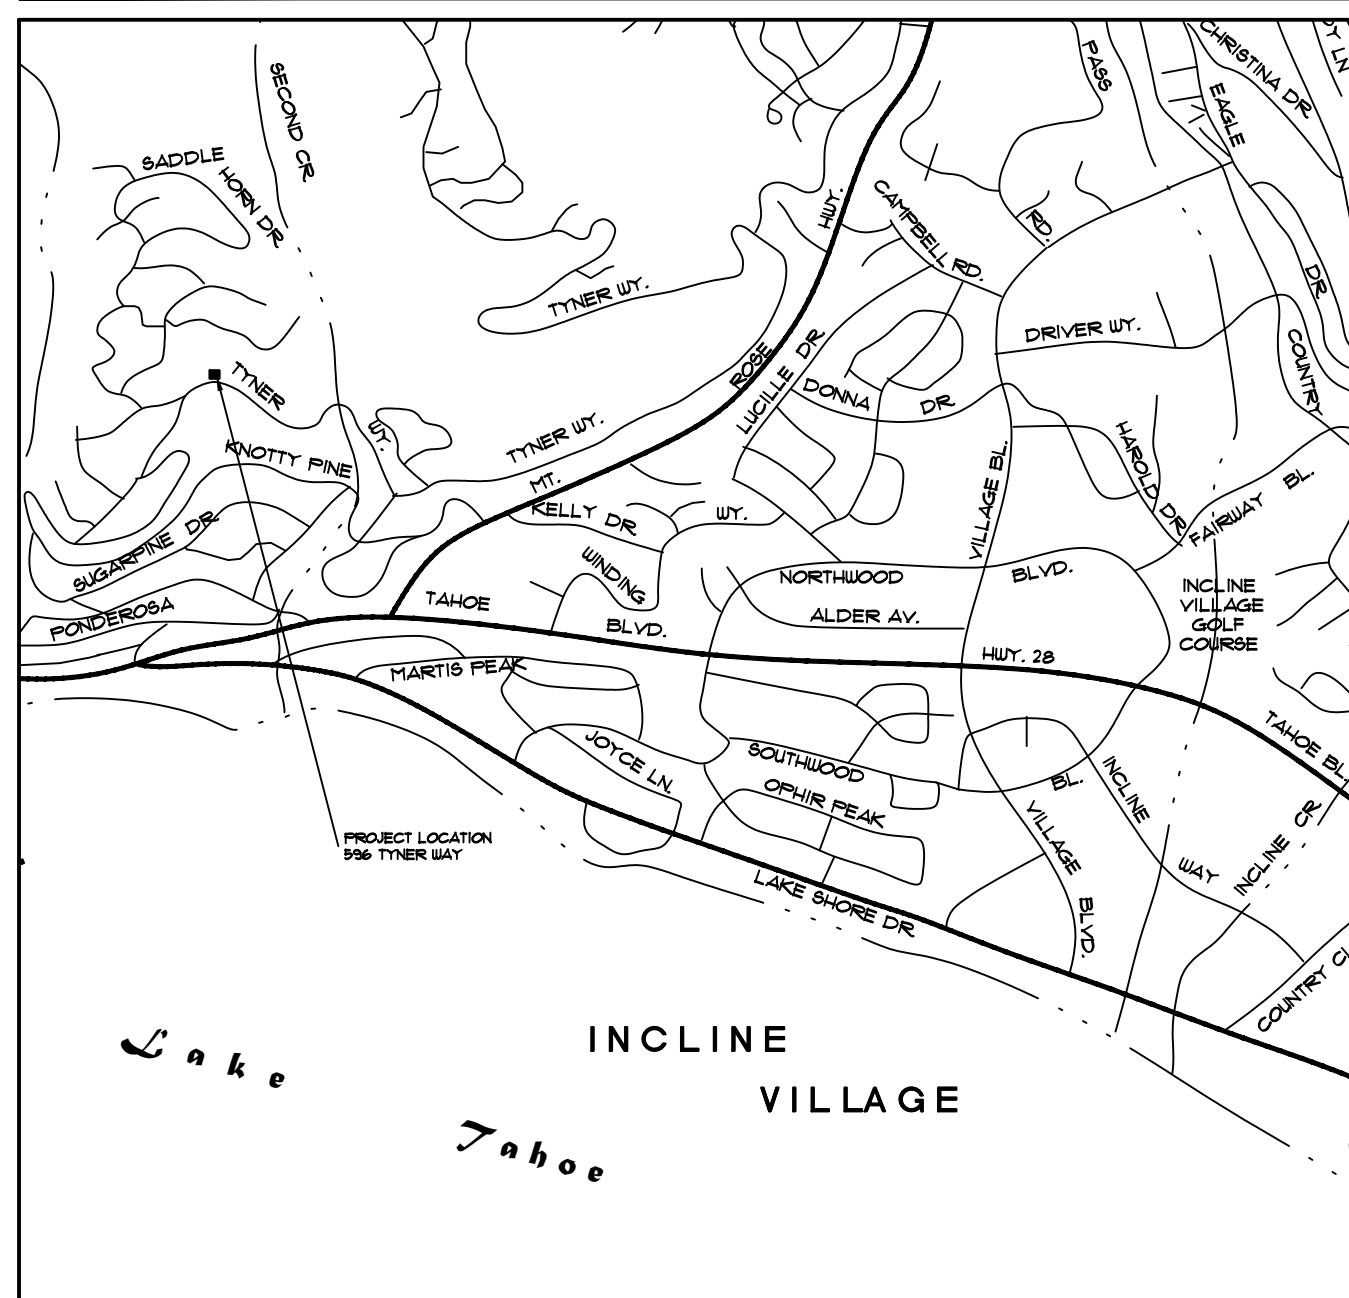 CHRISTINA DR.
Y LN
PASS
EAGLE
SECOND CR.
SADDLE
HORN DR.
HWY.
CAMPBELL RD.
RD.
DR.
TYNER WY.
DRIVER WY.
COUNTRY
ROSE
LUCILLE DR
TYNER
WY.
DONNA DR
TYNER WY.
KNOTTY PINE
HAROLD DR.
VILLAGE BL.
MT.
FAIRWAY BL.
KELLY DR
WY.
SUGARPINE DR
WINDING
NORTHWOOD BLVD.
INCLINE
VILLAGE
GOLF
COURSE
PONDEROSA
TAHOE BLVD.
ALDER AV.
HWY. 28
MARTIS PEAK
TAHOE BL.
JOYCE LN.
SOUTHWOOD BL.
INCLINE WAY
OPHIR PEAK
VILLAGE BLVD.
INCLINE CR
PROJECT LOCATION
596 TYNER WAY
LAKE SHORE DR
COUNTRY CL
Lake
Tahoe
INCLINE
VILLAGE